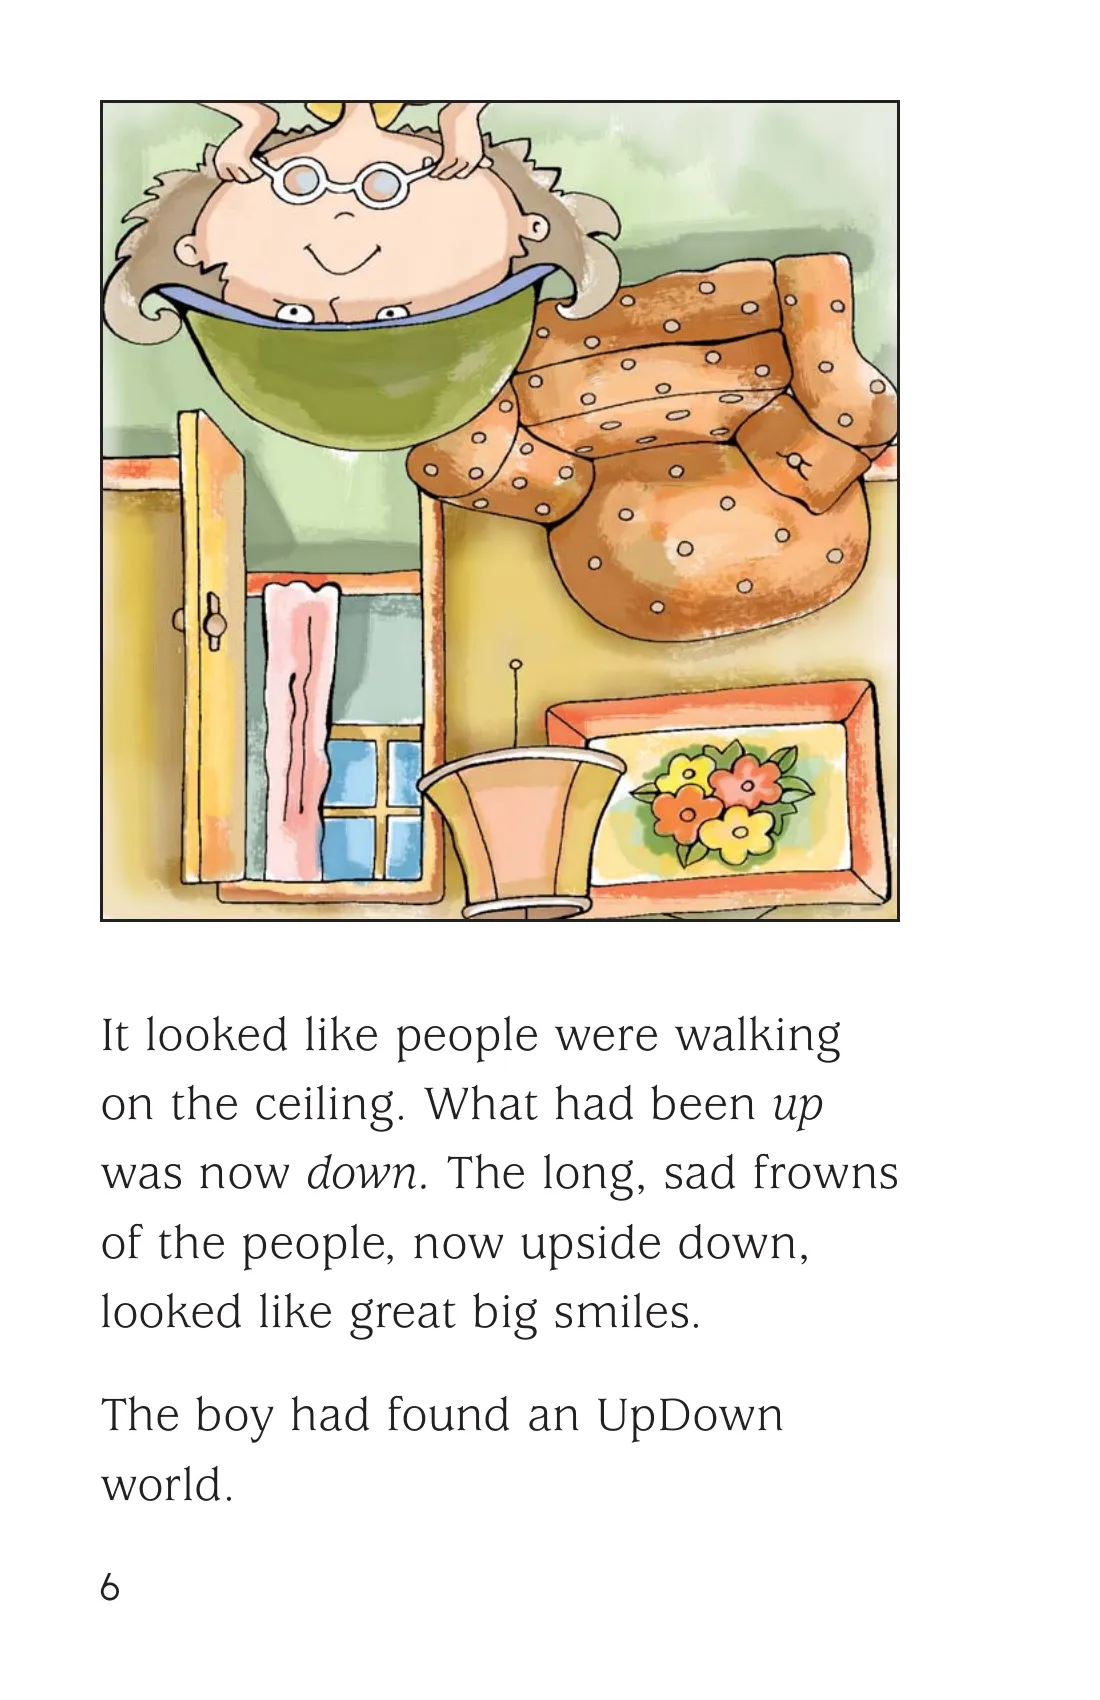 It looked like people were walking
on the ceiling. What had been up
was now down. The long, sad frowns
of the people, now upside down,
looked like great big smiles.
The boy had found an UpDown
world.
6